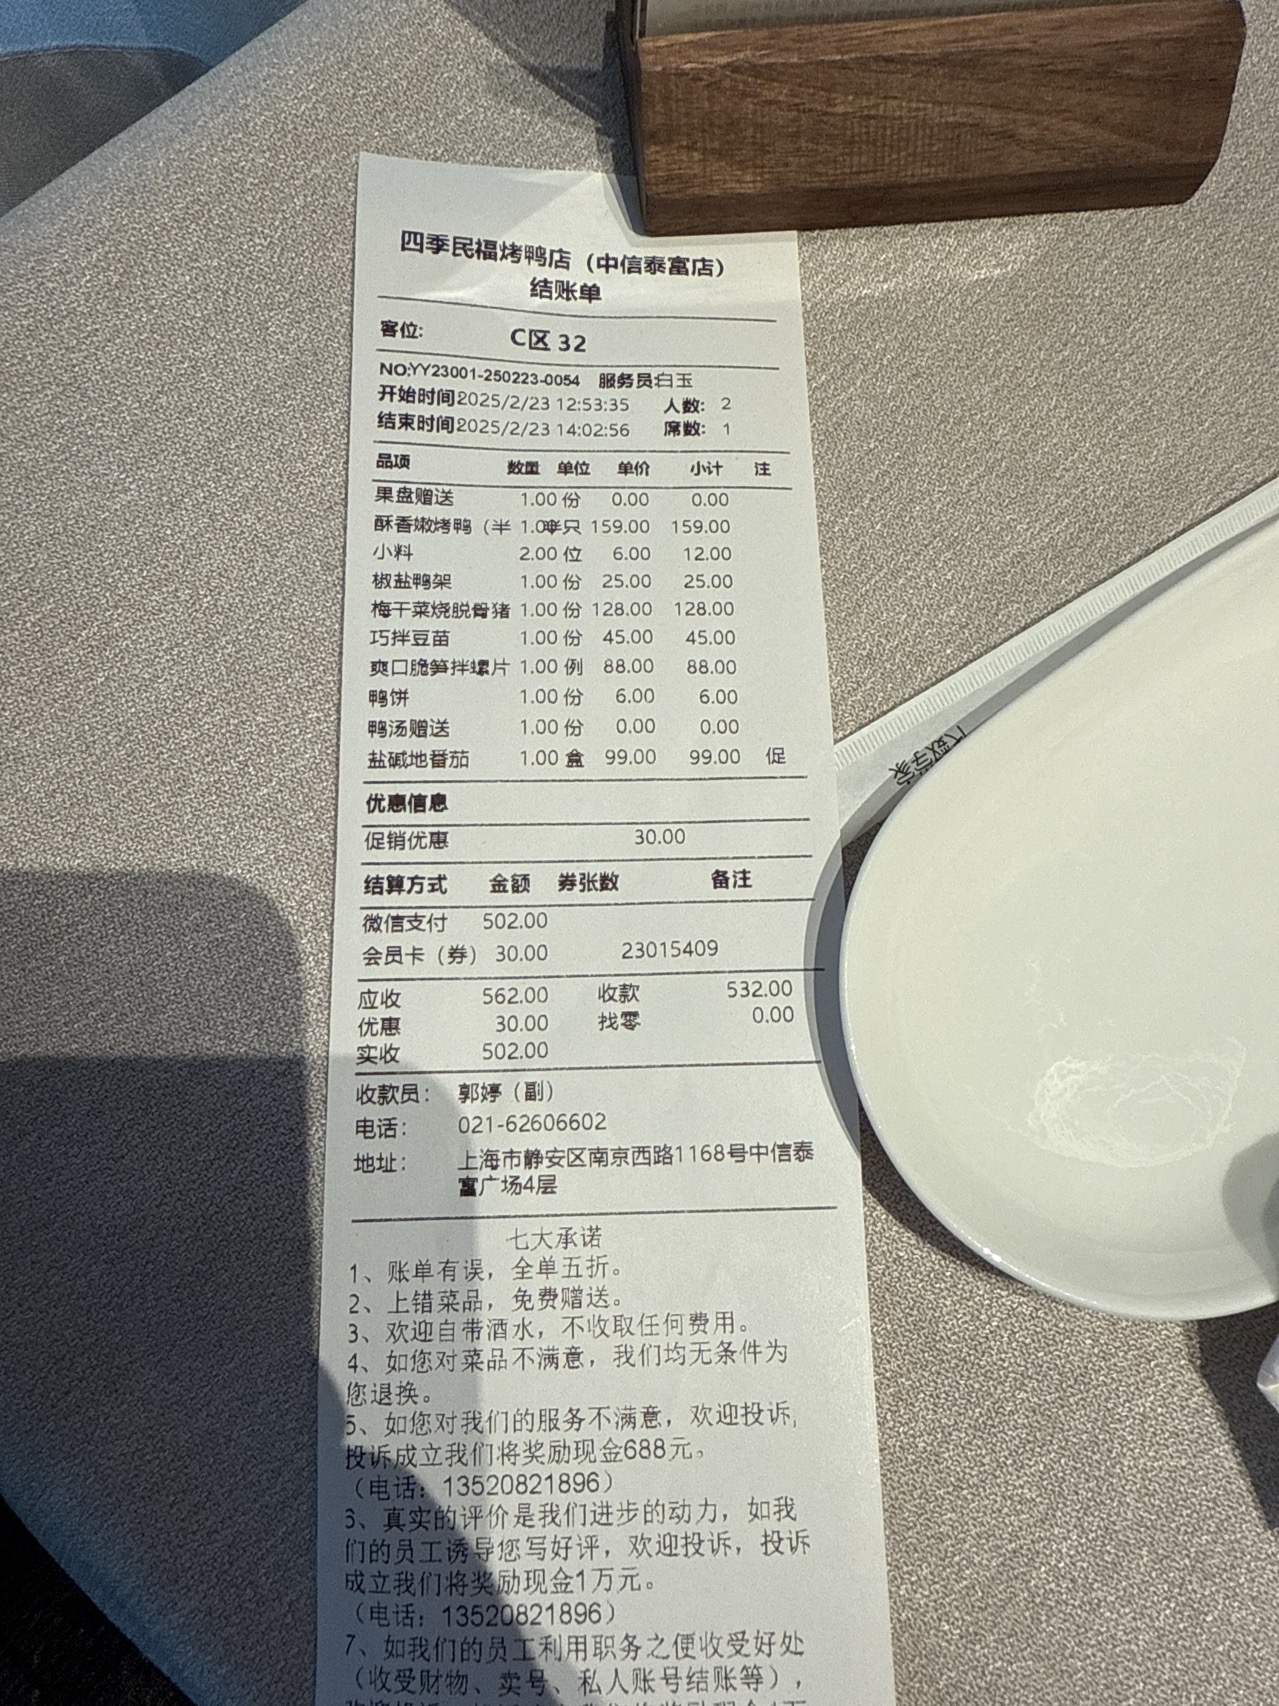 四季民福烤鸭店（中信泰富店）
结账单
客位: C区 32
NO:YY23001-250223-0054 服务员:白玉
开始时间2025/2/23 12:53:35 人数: 2
结束时间2025/2/23 14:02:56 席数: 1
品项 数量 单位 单价 小计 注
果盘赠送 1.00 份 0.00 0.00
酥香嫩烤鸭（半 1.00半只 159.00 159.00
小料 2.00 位 6.00 12.00
椒盐鸭架 1.00 份 25.00 25.00
梅干菜烧脱骨猪 1.00 份 128.00 128.00
巧拌豆苗 1.00 份 45.00 45.00
爽口脆笋拌螺片 1.00 例 88.00 88.00
鸭饼 1.00 份 6.00 6.00
鸭汤赠送 1.00 份 0.00 0.00
盐碱地番茄 1.00 盒 99.00 99.00 促
优惠信息
促销优惠 30.00
结算方式 金额 券张数 备注
微信支付 502.00
会员卡（券） 30.00 23015409
应收 562.00 收款 532.00
优惠 30.00 找零 0.00
实收 502.00
收款员: 郭婷（副）
电话: 021-62606602
地址: 上海市静安区南京西路1168号中信泰
富广场4层
七大承诺
1、账单有误，全单五折。
2、上错菜品，免费赠送。
3、欢迎自带酒水，不收取任何费用。
4、如您对菜品不满意，我们均无条件为
您退换。
5、如您对我们的服务不满意，欢迎投诉,
投诉成立我们将奖励现金688元。
（电话：13520821896）
6、真实的评价是我们进步的动力，如我
们的员工诱导您写好评，欢迎投诉，投诉
成立我们将奖励现金1万元。
（电话：13520821896）
7、如我们的员工利用职务之便收受好处
（收受财物、卖号、私人账号结账等），
数学家